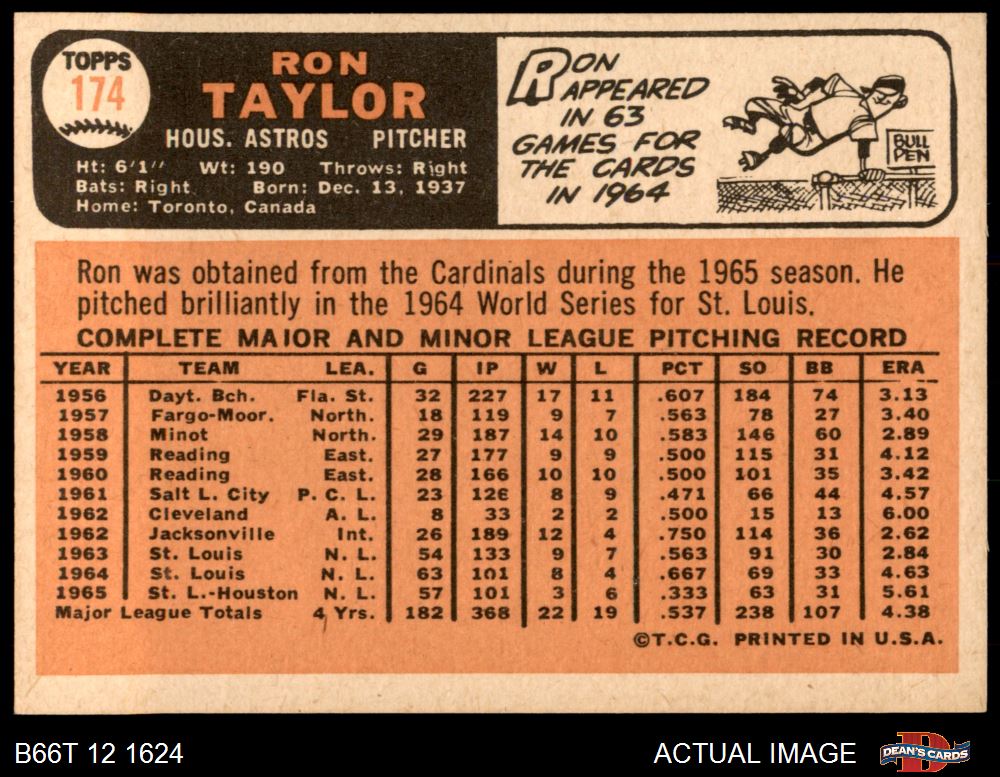 TOPPS
174
RON
TAYLOR
HOUS. ASTROS PITCHER
Ht: 6'1" Wt: 190 Throws: Right
Bats: Right Born: Dec. 13, 1937
Home: Toronto, Canada
RON
APPEARED
IN 63
GAMES FOR
THE CARDS
IN 1964
BULL
PEN
Ron was obtained from the Cardinals during the 1965 season. He
pitched brilliantly in the 1964 World Series for St. Louis.
COMPLETE MAJOR AND MINOR LEAGUE PITCHING RECORD
YEAR TEAM LEA. G IP W L PCT SO BB ERA
1956 Dayt. Bch. Fla. St. 32 227 17 11 .607 184 74 3.13
1957 Fargo-Moor. North. 18 119 9 7 .563 78 27 3.40
1958 Minot North. 29 187 14 10 .583 146 60 2.89
1959 Reading East. 27 177 9 9 .500 115 31 4.12
1960 Reading East. 28 166 10 10 .500 101 35 3.42
1961 Salt L. City P. C. L. 23 126 8 9 .471 66 44 4.57
1962 Cleveland A. L. 8 33 2 2 .500 15 13 6.00
1962 Jacksonville Int. 26 189 12 4 .750 114 36 2.62
1963 St. Louis N. L. 54 133 9 7 .563 91 30 2.84
1964 St. Louis N. L. 63 101 8 4 .667 69 33 4.63
1965 St. L.-Houston N. L. 57 101 3 6 .333 63 31 5.61
Major League Totals 4 Yrs. 182 368 22 19 .537 238 107 4.38
©T.C.G. PRINTED IN U.S.A.
B66T 12 1624 ACTUAL IMAGE DEAN'S CARDS